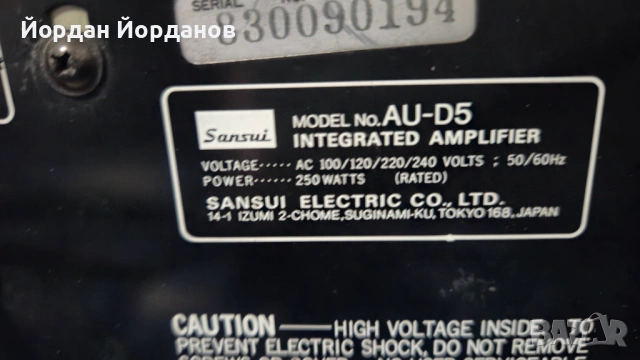 SERIAL
Йордан Йорданов
830090194
Sansui
MODEL No. AU-D5
INTEGRATED AMPLIFIER
VOLTAGE····· AC 100/120/220/240 VOLTS ; 50/60Hz
POWER······ 250WATTS (RATED)
SANSUI ELECTRIC CO., LTD.
14-1 IZUMI 2-CHOME, SUGINAMI-KU, TOKYO 168, JAPAN
CAUTION — HIGH VOLTAGE INSIDE TO
PREVENT ELECTRIC SHOCK, DO NOT REMOVE
BAZAR